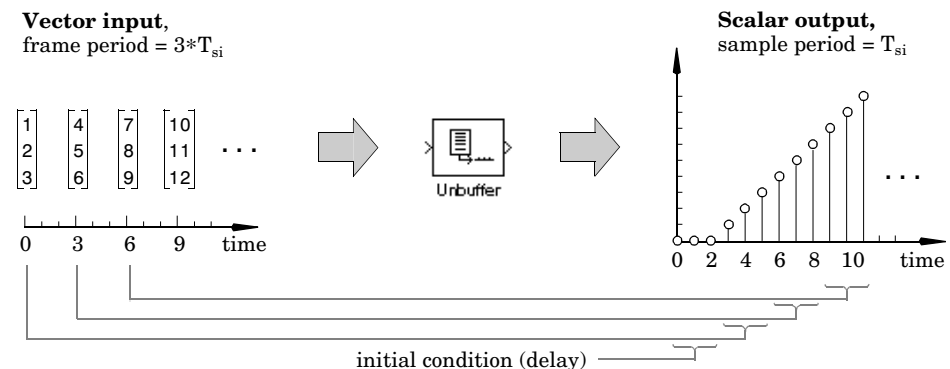 Vector input,
frame period = 3*Tsi
Scalar output,
sample period = Tsi
1 4 7 10
2 5 8 11 . . .
3 6 9 12
Unbuffer
. . .
0 3 6 9 time
0 2 4 6 8 10 time
initial condition (delay)